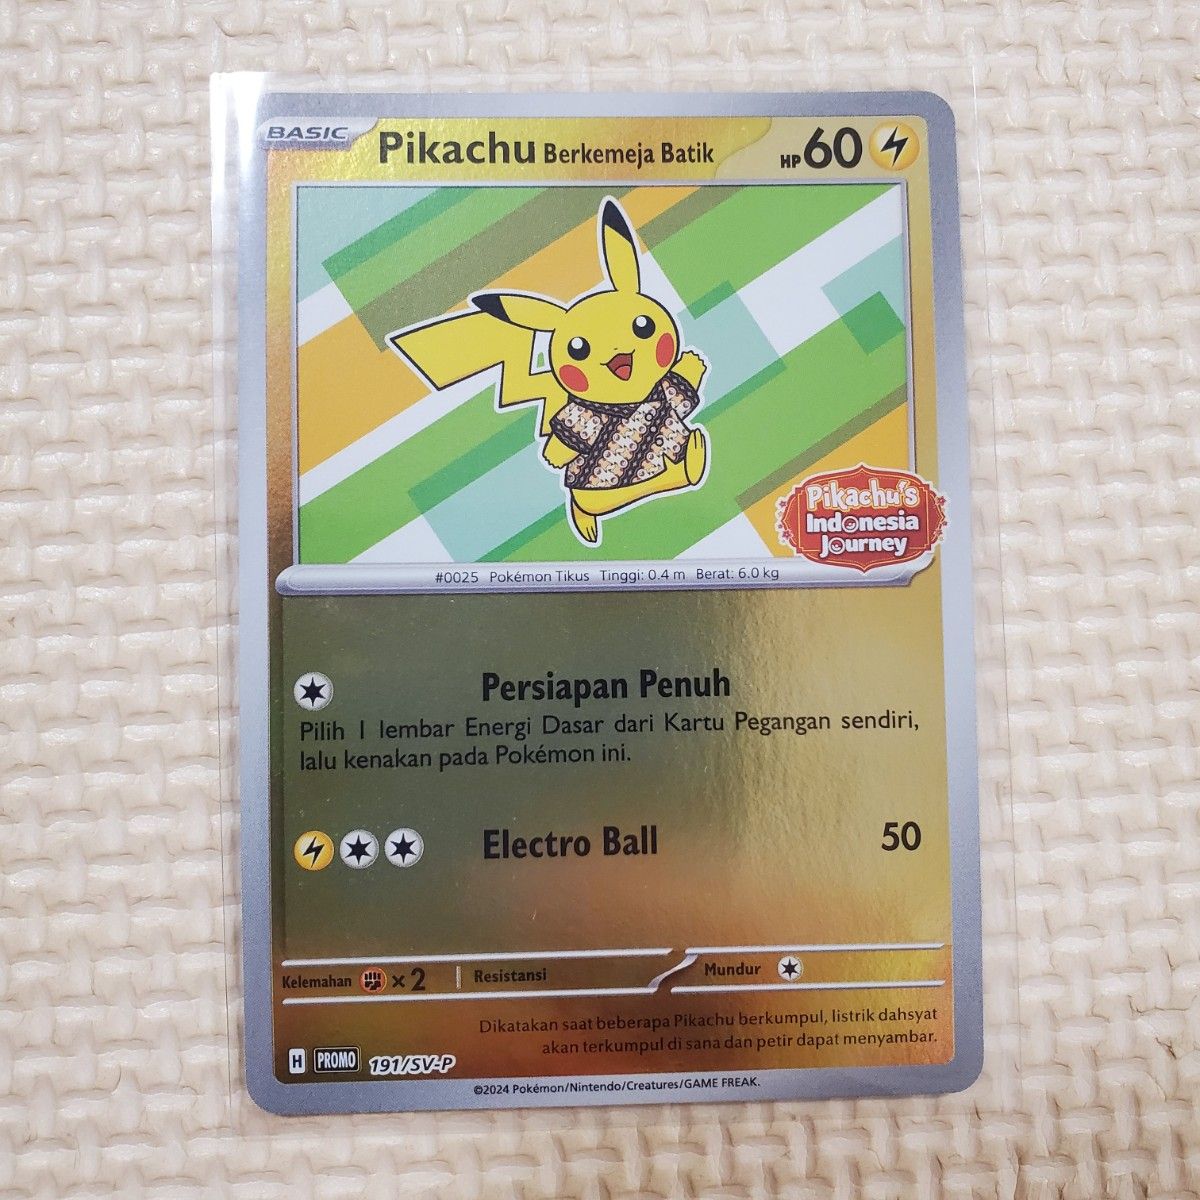 BASIC
Pikachu Berkemeja Batik HP 60
Pikachu's
Indonesia
Journey
#0025 Pokémon Tikus Tinggi: 0.4 m Berat: 6.0 kg
Persiapan Penuh
Pilih 1 lembar Energi Dasar dari Kartu Pegangan sendiri,
lalu kenakan pada Pokémon ini.
Electro Ball 50
Kelemahan ×2 Resistansi Mundur
Dikatakan saat beberapa Pikachu berkumpul, listrik dahsyat
akan terkumpul di sana dan petir dapat menyambar.
H PROMO 191/SV-P
©2024 Pokémon/Nintendo/Creatures/GAME FREAK.